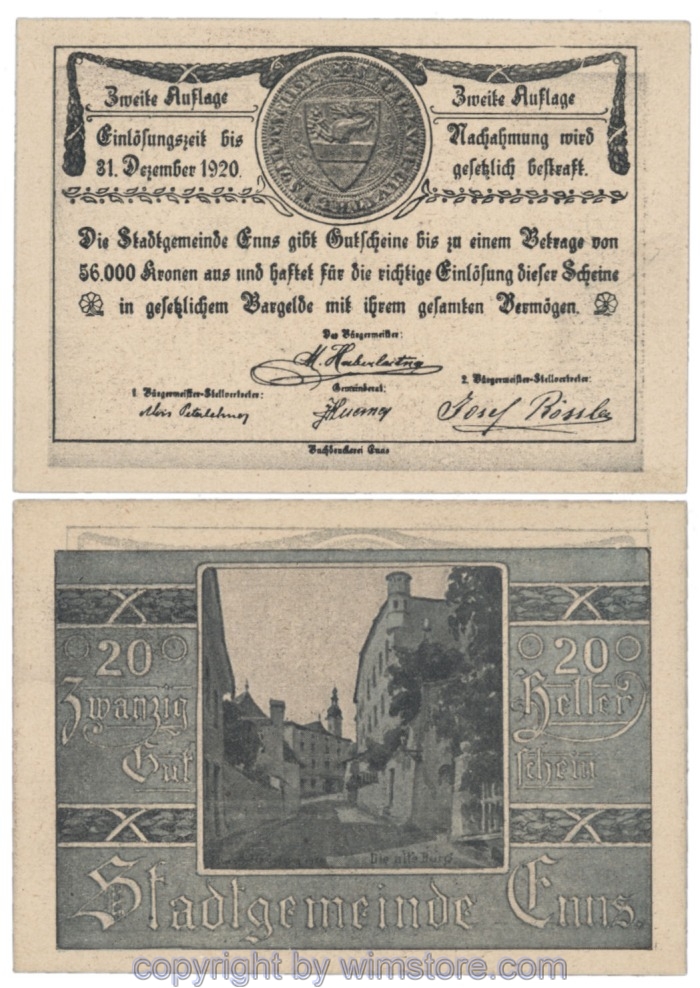 Zweite Auflage
Einlösungszeit bis
31. Dezember 1920.
Zweite Auflage
Nachahmung wird
gesetzlich bestraft.
Die Stadtgemeinde Enns gibt Gutscheine bis zu einem Betrage von
56.000 Kronen aus und haftet für die richtige Einlösung dieser Scheine
in gesetzlichem Bargelde mit ihrem gesamten Vermögen.
Der Bürgermeister:
1. Bürgermeister-Stellvertreter:
Gemeinderat:
2. Bürgermeister-Stellvertreter:
Josef Rössler
Buchdruckerei Enns
20
Zwanzig
Gut
20
Heller
schein
Die alte Burg
Stadtgemeinde Enns.
copyright by wimstore.com